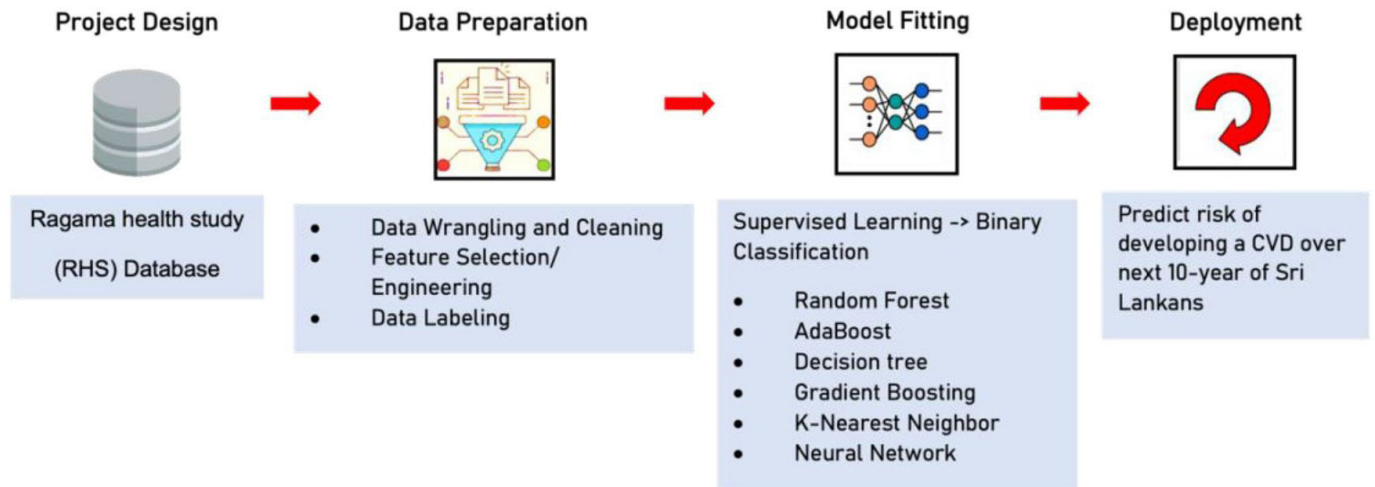 Project Design
Ragama health study
(RHS) Database
Data Preparation
• Data Wrangling and Cleaning
• Feature Selection/
Engineering
• Data Labeling
Model Fitting
Supervised Learning -> Binary
Classification
• Random Forest
• AdaBoost
• Decision tree
• Gradient Boosting
• K-Nearest Neighbor
• Neural Network
Deployment
Predict risk of
developing a CVD over
next 10-year of Sri
Lankans